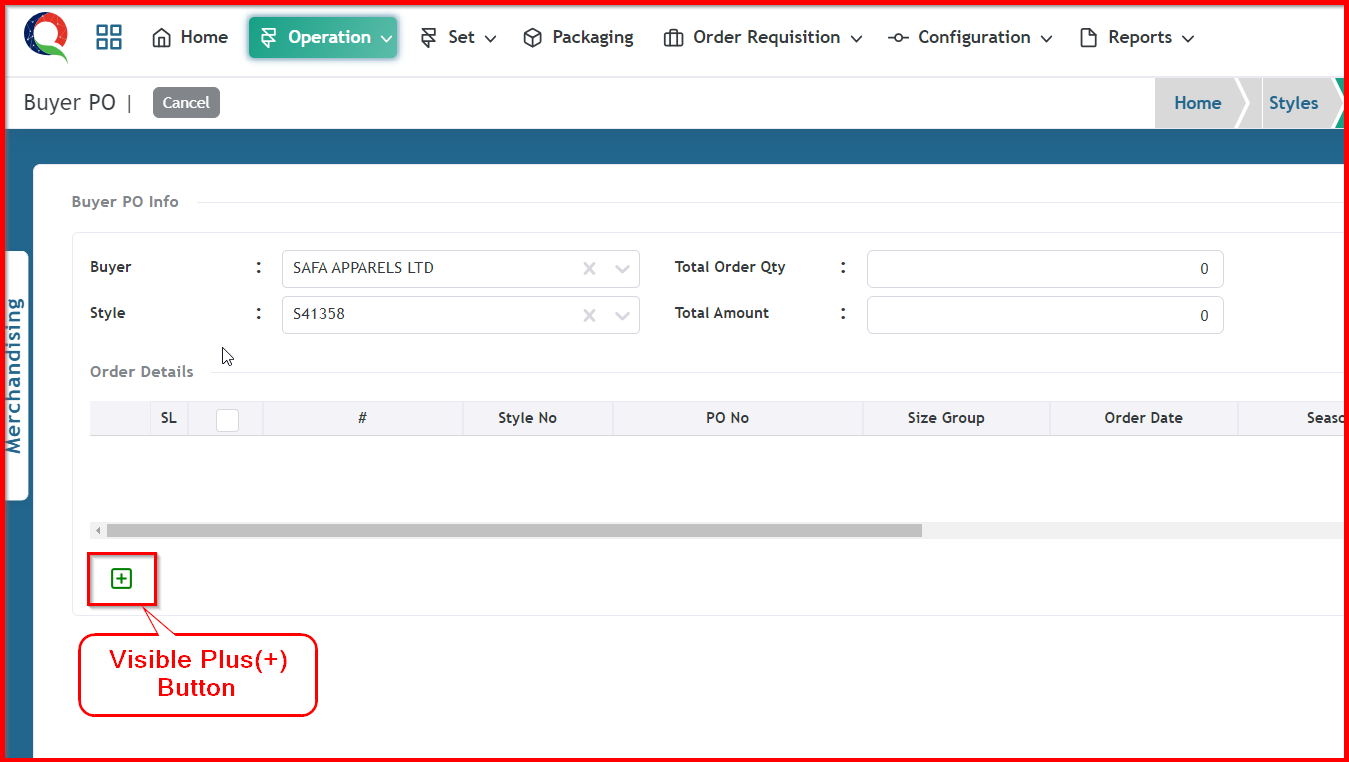 Home Operation Set Packaging Order Requisition Configuration Reports
Buyer PO | Cancel Home Styles
Merchandising
Buyer PO Info
Buyer : SAFA APPARELS LTD Total Order Qty : 0
Style : S41358 Total Amount : 0
Order Details
SL # Style No PO No Size Group Order Date Seaso
Visible Plus(+)
Button